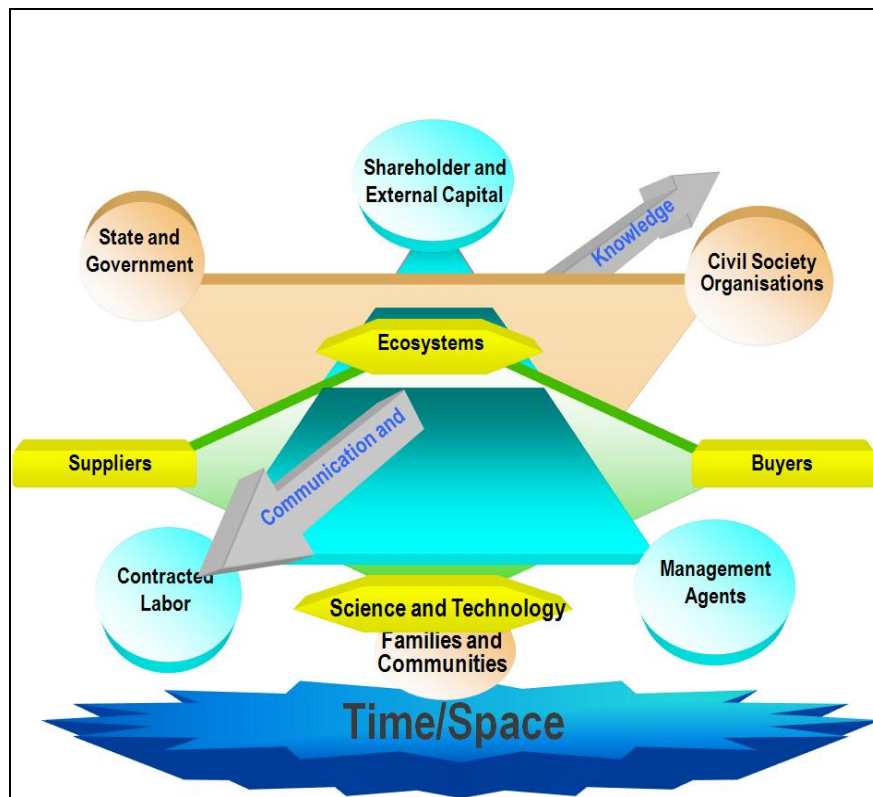 Shareholder and
External Capital
State and
Government
Knowledge
Civil Society
Organisations
Ecosystems
Suppliers
Buyers
Communication and
Contracted
Labor
Management
Agents
Science and Technology
Families and
Communities
Time/Space